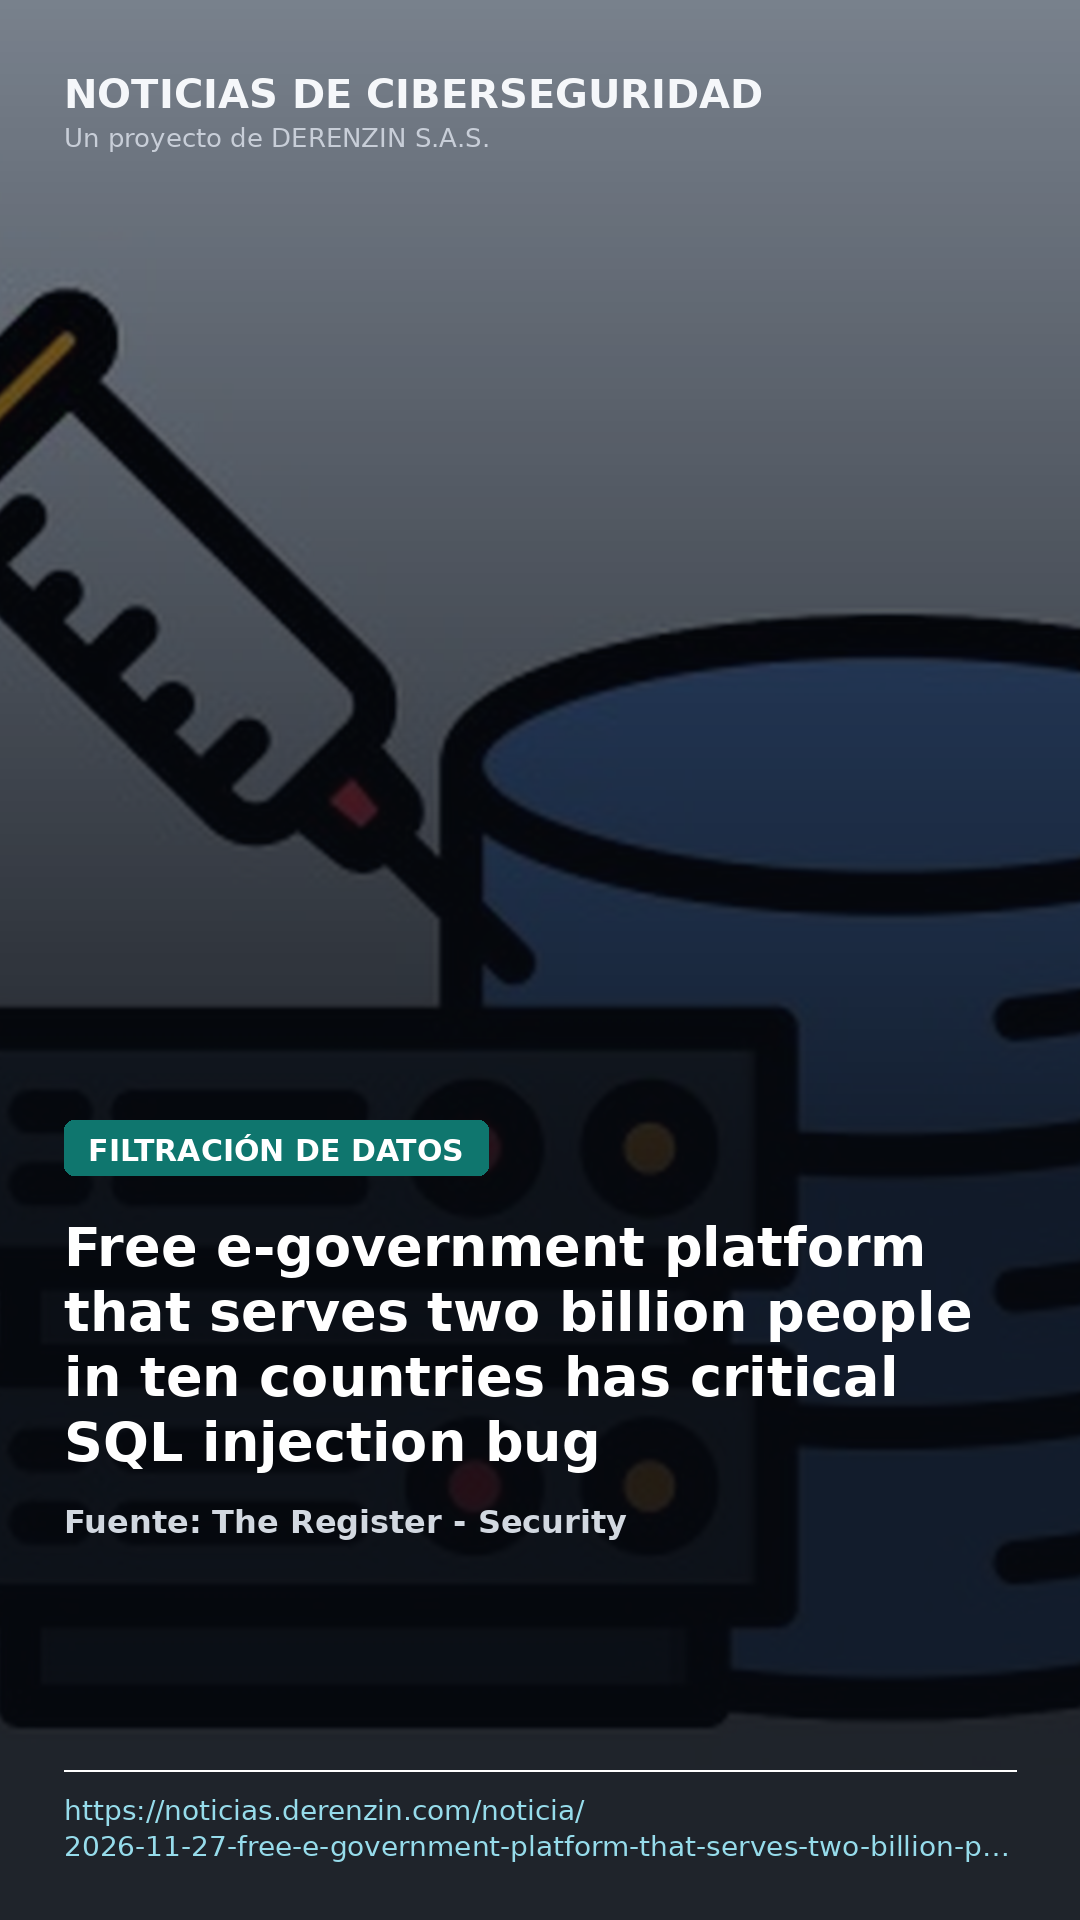 NOTICIAS DE CIBERSEGURIDAD
Un proyecto de DERENZIN S.A.S.
FILTRACIÓN DE DATOS
Free e-government platform
that serves two billion people
in ten countries has critical
SQL injection bug
Fuente: The Register - Security
https://noticias.derenzin.com/noticia/
2026-11-27-free-e-government-platform-that-serves-two-billion-p...